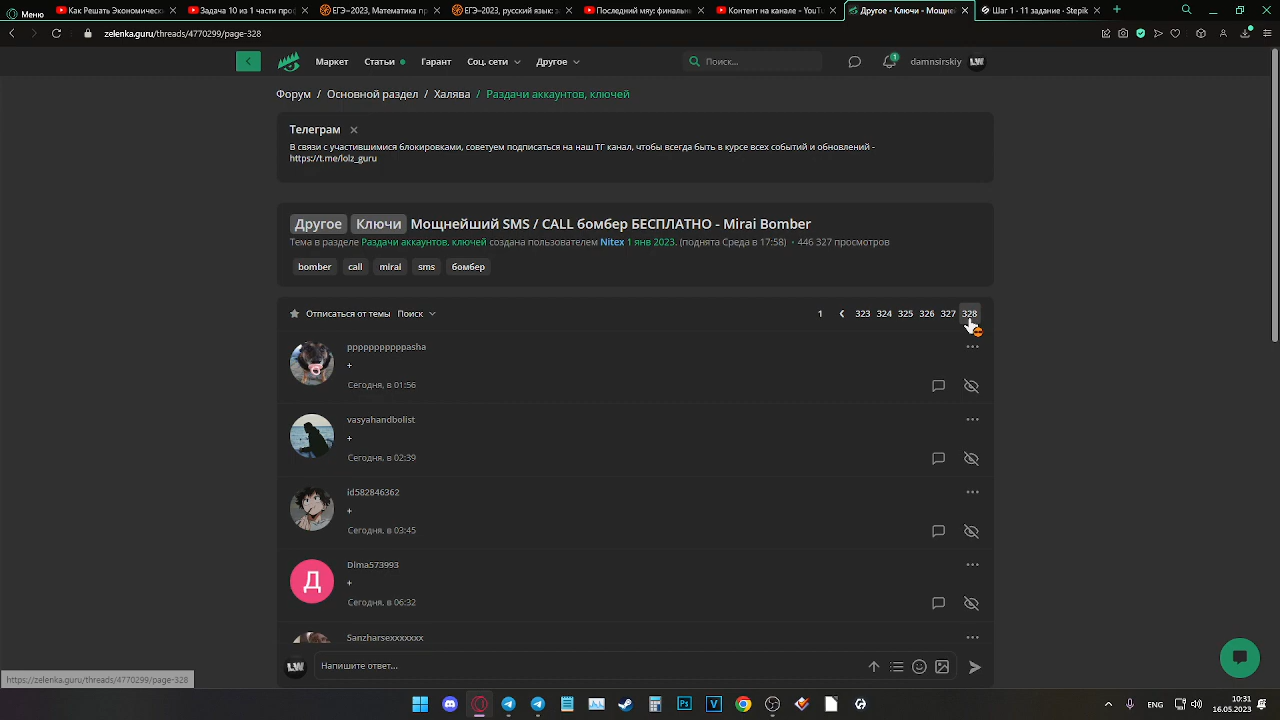 Меню
Как Решать Экономическ
Задача 10 из 1 части про
ЕГЭ–2023, Математика пр
ЕГЭ–2023, русский язык: з
Последний мяу: финальн
Контент на канале - YouTu
Другое - Ключи - Мощне
Шаг 1 - 11 задание - Stepik
zelenka.guru/threads/4770299/page-328
Маркет
Статьи
Гарант
Соц. сети
Другое
Поиск...
1
damnsirskiy
LW
Форум / Основной раздел / Халява / Раздачи аккаунтов, ключей
Телеграм
В связи с участившимися блокировками, советуем подписаться на наш ТГ канал, чтобы всегда быть в курсе всех событий и обновлений -
https://t.me/lolz_guru
Другое Ключи Мощнейший SMS / CALL бомбер БЕСПЛАТНО - Mirai Bomber
Тема в разделе Раздачи аккаунтов, ключей создана пользователем Nitex 1 янв 2023. (поднята Среда в 17:58) · 446 327 просмотров
bomber call mirai sms бомбер
Отписаться от темы Поиск
1 323 324 325 326 327 328
ppppppppppasha
+
Сегодня, в 01:56
vasyahandbolist
+
Сегодня, в 02:39
id582846362
+
Сегодня, в 03:45
Д
Dima573993
+
Сегодня, в 06:32
Sanzharsexxxxxxx
LW
Напишите ответ...
https://zelenka.guru/threads/4770299/page-328
Ps
V
ENG
10:31
16.05.2023